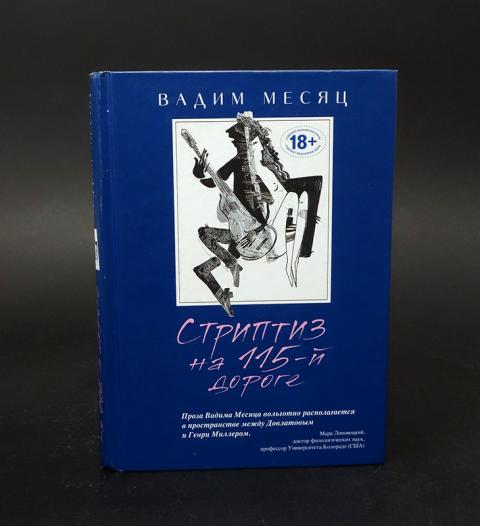 ВАДИМ МЕСЯЦ
18+
Стриптиз
на 115-й
дороге
Проза Вадима Месяца вольготно располагается
в пространстве между Довлатовым
и Генри Миллером.
Марк Липовецкий,
доктор филологических наук,
профессор Университета Колорадо (США)